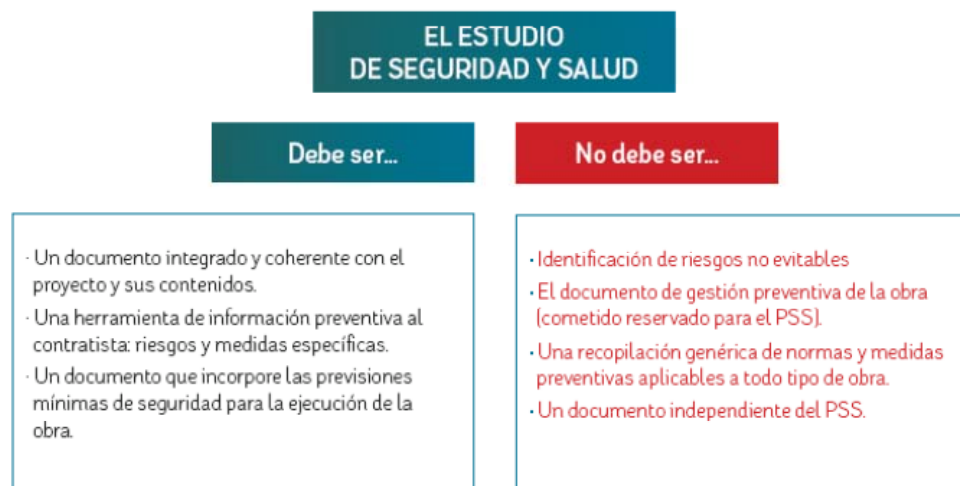 EL ESTUDIO
DE SEGURIDAD Y SALUD
Debe ser...
No debe ser...
· Un documento integrado y coherente con el
proyecto y sus contenidos.
· Una herramienta de información preventiva al
contratista: riesgos y medidas específicas.
· Un documento que incorpore las previsiones
mínimas de seguridad para la ejecución de la
obra.
· Identificación de riesgos no evitables
· El documento de gestión preventiva de la obra
(cometido reservado para el PSS).
· Una recopilación genérica de normas y medidas
preventivas aplicables a todo tipo de obra.
· Un documento independiente del PSS.